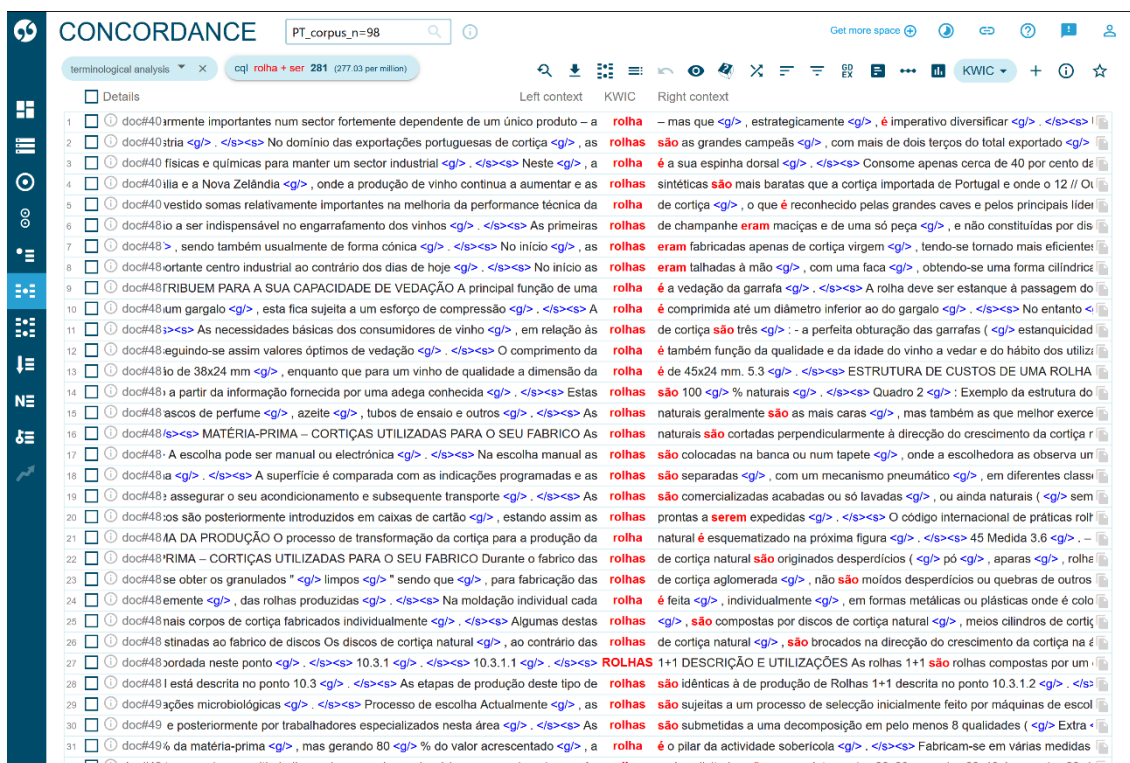 CONCORDANCE PT_corpus_n=98 Get more space
terminological analysis cql rolha + ser 281 (277.03 per million) GD EX KWIC
Details Left context KWIC Right context
1 doc#40 armente importantes num sector fortemente dependente de um único produto – a rolha – mas que <g/> , estrategicamente <g/> , é imperativo diversificar <g/> . </s><s>
2 doc#40 stria <g/> . </s><s> No domínio das exportações portuguesas de cortiça <g/> , as rolhas são as grandes campeãs <g/> , com mais de dois terços do total exportado <g/>
3 doc#40 físicas e químicas para manter um sector industrial <g/> . </s><s> Neste <g/> , a rolha é a sua espinha dorsal <g/> . </s><s> Consome apenas cerca de 40 por cento da
4 doc#40 ália e a Nova Zelândia <g/> , onde a produção de vinho continua a aumentar e as rolhas sintéticas são mais baratas que a cortiça importada de Portugal e onde o 12 //
5 doc#40 vestido somas relativamente importantes na melhoria da performance técnica da rolha de cortiça <g/> , o que é reconhecido pelas grandes caves e pelos principais líder
6 doc#48 io a ser indispensável no engarrafamento dos vinhos <g/> . </s><s> As primeiras rolhas de champanhe eram maciças e de uma só peça <g/> , e não constituídas por dis
7 doc#48 > , sendo também usualmente de forma cónica <g/> . </s><s> No início <g/> , as rolhas eram fabricadas apenas de cortiça virgem <g/> , tendo-se tornado mais eficientes
8 doc#48 ortante centro industrial ao contrário dos dias de hoje <g/> . </s><s> No início as rolhas eram talhadas à mão <g/> , com uma faca <g/> , obtendo-se uma forma cilíndrica
9 doc#48 TRIBUEM PARA A SUA CAPACIDADE DE VEDAÇÃO A principal função de uma rolha é a vedação da garrafa <g/> . </s><s> A rolha deve ser estanque à passagem do
10 doc#48 um gargalo <g/> , esta fica sujeita a um esforço de compressão <g/> . </s><s> A rolha é comprimida até um diâmetro inferior ao do gargalo <g/> . </s><s> No entanto <
11 doc#48 s><s> As necessidades básicas dos consumidores de vinho <g/> , em relação às rolhas de cortiça são três <g/> : - a perfeita obturação das garrafas ( <g/> estanquicidad
12 doc#48 eguindo-se assim valores óptimos de vedação <g/> . </s><s> O comprimento da rolha é também função da qualidade e da idade do vinho a vedar e do hábito dos utiliz
13 doc#48 io de 38x24 mm <g/> , enquanto que para um vinho de qualidade a dimensão da rolha é de 45x24 mm. 5.3 <g/> . </s><s> ESTRUTURA DE CUSTOS DE UMA ROLHA
14 doc#48 a partir da informação fornecida por uma adega conhecida <g/> . </s><s> Estas rolhas são 100 <g/> % naturais <g/> . </s><s> Quadro 2 <g/> : Exemplo da estrutura do
15 doc#48 ascos de perfume <g/> , azeite <g/> , tubos de ensaio e outros <g/> . </s><s> As rolhas naturais geralmente são as mais caras <g/> , mas também as que melhor exerce
16 doc#48 /s><s> MATÉRIA-PRIMA – CORTIÇAS UTILIZADAS PARA O SEU FABRICO As rolhas naturais são cortadas perpendicularmente à direcção do crescimento da cortiça
17 doc#48 A escolha pode ser manual ou electrónica <g/> . </s><s> Na escolha manual as rolhas são colocadas na banca ou num tapete <g/> , onde a escolhedora as observa um
18 doc#48 a <g/> . </s><s> A superfície é comparada com as indicações programadas e as rolhas são separadas <g/> , com um mecanismo pneumático <g/> , em diferentes classe
19 doc#48 assegurar o seu acondicionamento e subsequente transporte <g/> . </s><s> As rolhas são comercializadas acabadas ou só lavadas <g/> , ou ainda naturais ( <g/> sem
20 doc#48 os são posteriormente introduzidos em caixas de cartão <g/> , estando assim as rolhas prontas a serem expedidas <g/> . </s><s> O código internacional de práticas rolh
21 doc#48 MA DA PRODUÇÃO O processo de transformação da cortiça para a produção da rolha natural é esquematizado na próxima figura <g/> . </s><s> 45 Medida 3.6 <g/> . –
22 doc#48 PRIMA – CORTIÇAS UTILIZADAS PARA O SEU FABRICO Durante o fabrico das rolhas de cortiça natural são originados desperdícios ( <g/> pó <g/> , aparas <g/> , rolha
23 doc#48 se obter os granulados " <g/> limpos <g/> " sendo que <g/> , para fabricação das rolhas de cortiça aglomerada <g/> , não são moídos desperdícios ou quebras de outros
24 doc#48 emente <g/> , das rolhas produzidas <g/> . </s><s> Na moldação individual cada rolha é feita <g/> , individualmente <g/> , em formas metálicas ou plásticas onde é colo
25 doc#48 nais corpos de cortiça fabricados individualmente <g/> . </s><s> Algumas destas rolhas <g/> , são compostas por discos de cortiça natural <g/> , meios cilindros de cortiç
26 doc#48 stinadas ao fabrico de discos Os discos de cortiça natural <g/> , ao contrário das rolhas de cortiça natural <g/> , são brocados na direcção do crescimento da cortiça na á
27 doc#48 bordada neste ponto <g/> . </s><s> 10.3.1 <g/> . </s><s> 10.3.1.1 <g/> . </s><s> ROLHAS 1+1 DESCRIÇÃO E UTILIZAÇÕES As rolhas 1+1 são rolhas compostas por um
28 doc#48 l está descrita no ponto 10.3 <g/> . </s><s> As etapas de produção deste tipo de rolhas são idênticas à de produção de Rolhas 1+1 descrita no ponto 10.3.1.2 <g/> . </s>
29 doc#49 ações microbiológicas <g/> . </s><s> Processo de escolha Actualmente <g/> , as rolhas são sujeitas a um processo de selecção inicialmente feito por máquinas de escol
30 doc#49 e posteriormente por trabalhadores especializados nesta área <g/> . </s><s> As rolhas são submetidas a uma decomposição em pelo menos 8 qualidades ( <g/> Extra <
31 doc#49 % da matéria-prima <g/> , mas gerando 80 <g/> % do valor acrescentado <g/> , a rolha é o pilar da actividade soberícola <g/> . </s><s> Fabricam-se em várias medidas